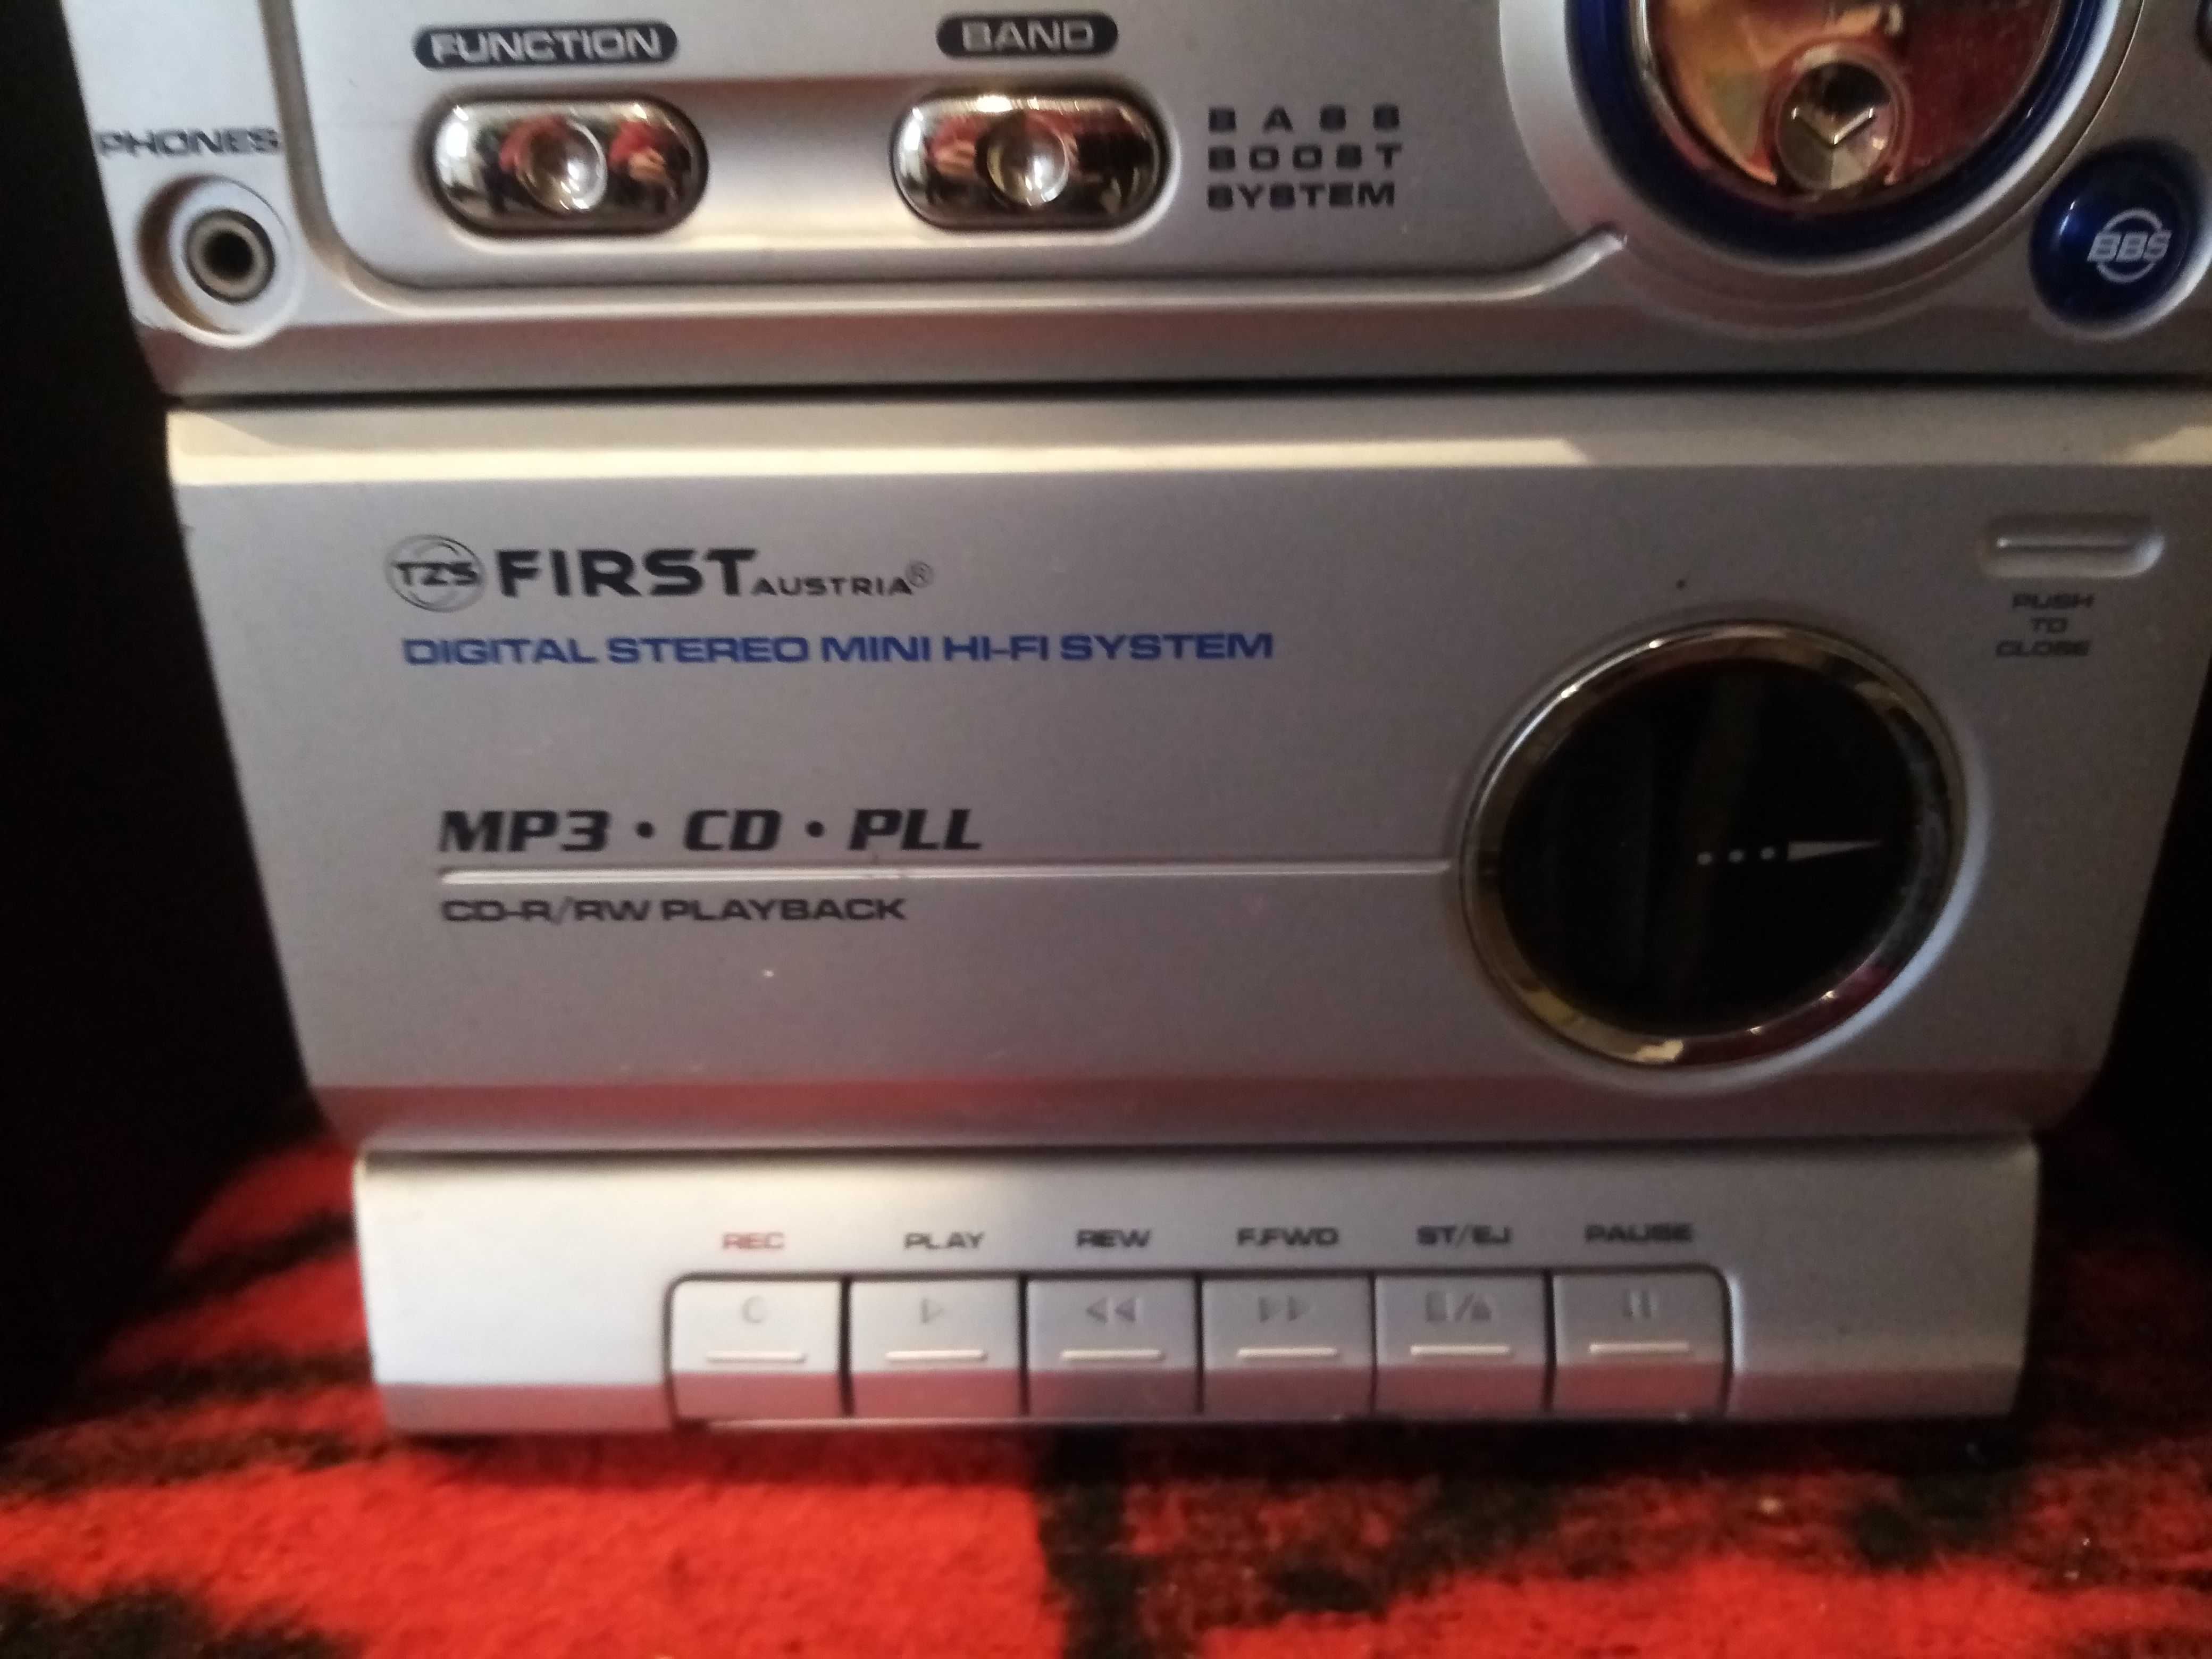 FUNCTION
BAND
PHONES
BASS
BOOST
SYSTEM
BBS
TZS FIRST AUSTRIA®
DIGITAL STEREO MINI HI-FI SYSTEM
PUSH
TO
CLOSE
MP3 • CD • PLL
CD-R/RW PLAYBACK
REC PLAY REW F.FWD ST/EJ PAUSE